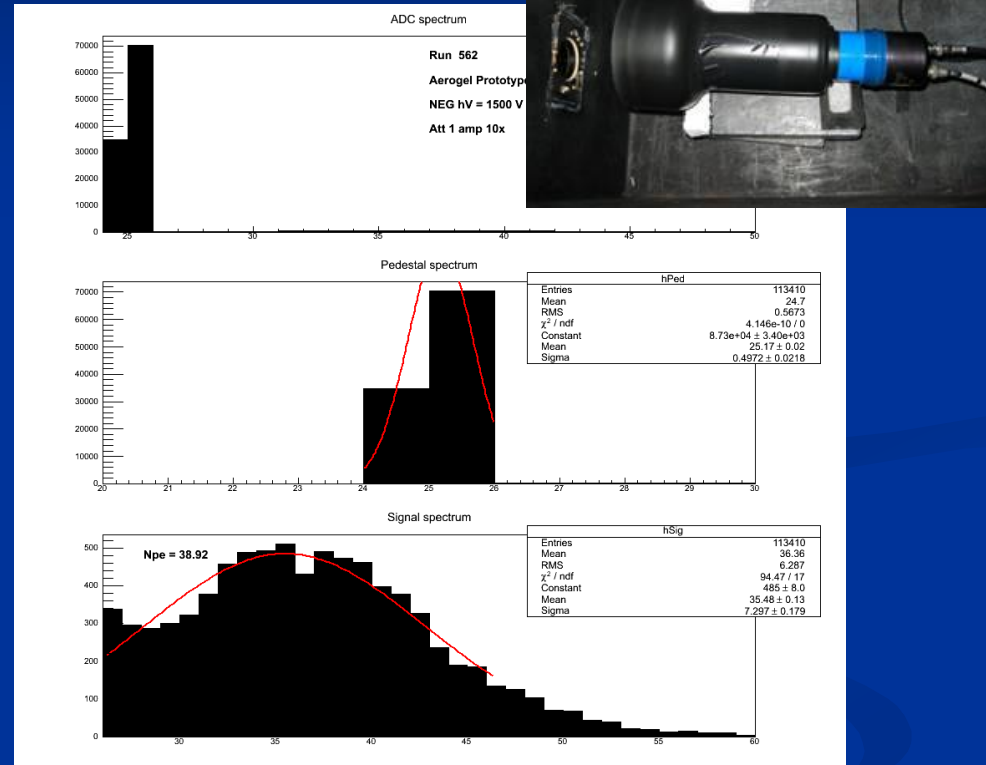 ADC spectrum
70000
60000
50000
40000
30000
20000
10000
0
25 30 35 40 45 50
Run 562
Aerogel Prototype
NEG hV = 1500 V
Att 1 amp 10x
Pedestal spectrum
70000
60000
50000
40000
30000
20000
10000
0
20 21 22 23 24 25 26 27 28 29 30
hPed
Entries 113410
Mean 24.7
RMS 0.5673
χ² / ndf 4.146e-10 / 0
Constant 8.73e+04 ± 3.40e+03
Mean 25.17 ± 0.02
Sigma 0.4972 ± 0.0218
Signal spectrum
Npe = 38.92
500
400
300
200
100
0
30 35 40 45 50 55 60
hSig
Entries 113410
Mean 36.36
RMS 6.287
χ² / ndf 94.47 / 17
Constant 485 ± 8.0
Mean 35.48 ± 0.13
Sigma 7.297 ± 0.179